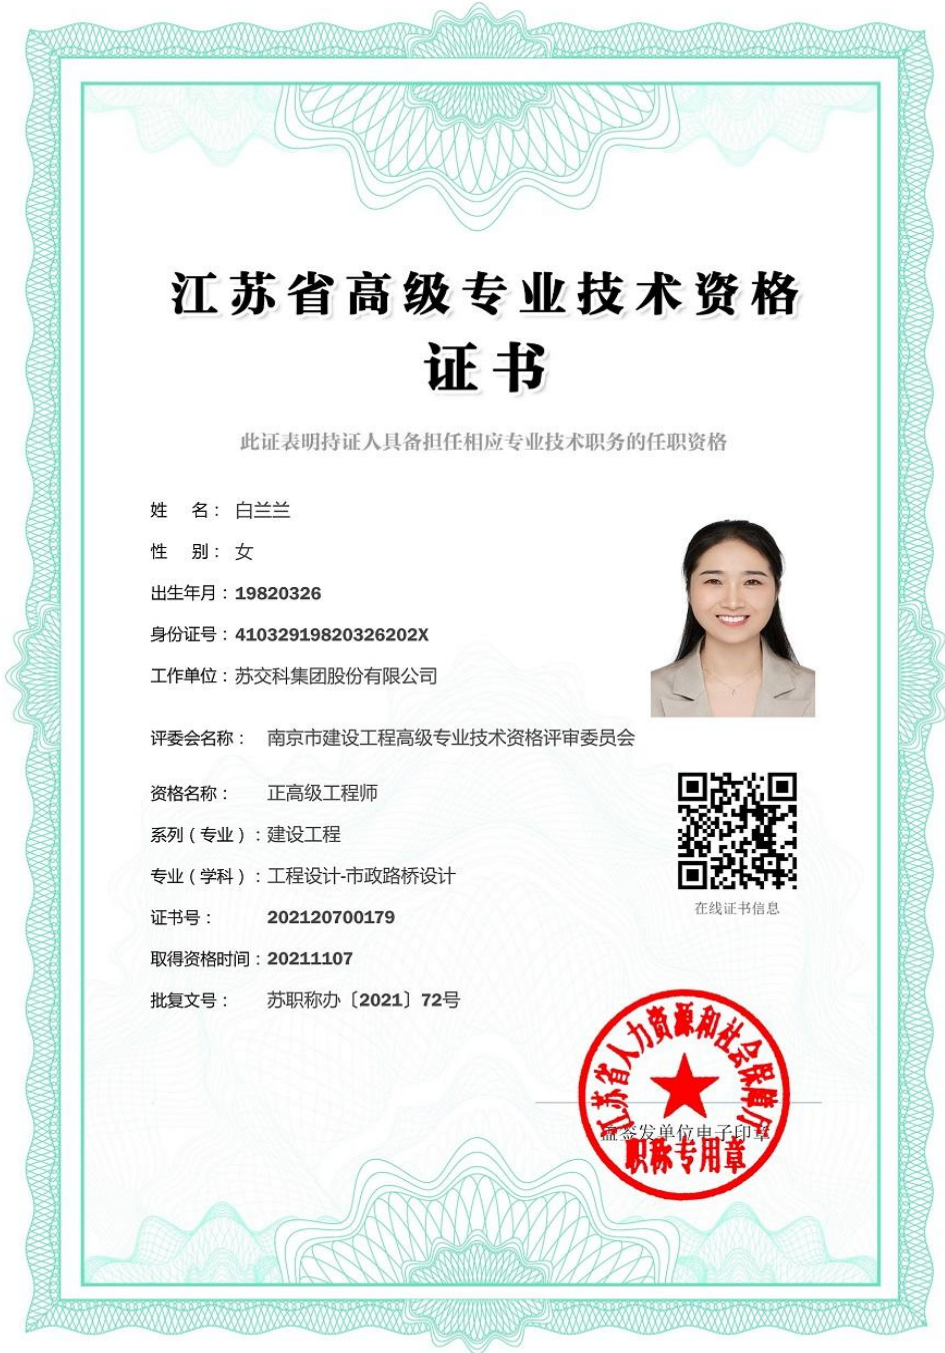 江苏省高级专业技术资格
证书
此证表明持证人具备担任相应专业技术职务的任职资格
姓 名： 白兰兰
性 别： 女
出生年月：19820326
身份证号：41032919820326202X
工作单位：苏交科集团股份有限公司
评委会名称： 南京市建设工程高级专业技术资格评审委员会
资格名称： 正高级工程师
系列（专业）：建设工程
专业（学科）：工程设计-市政路桥设计
证书号： 202120700179
取得资格时间：20211107
批复文号： 苏职称办〔2021〕72号
在线证书信息
江苏省人力资源和社会保障厅
盖签发单位电子印章
职称专用章